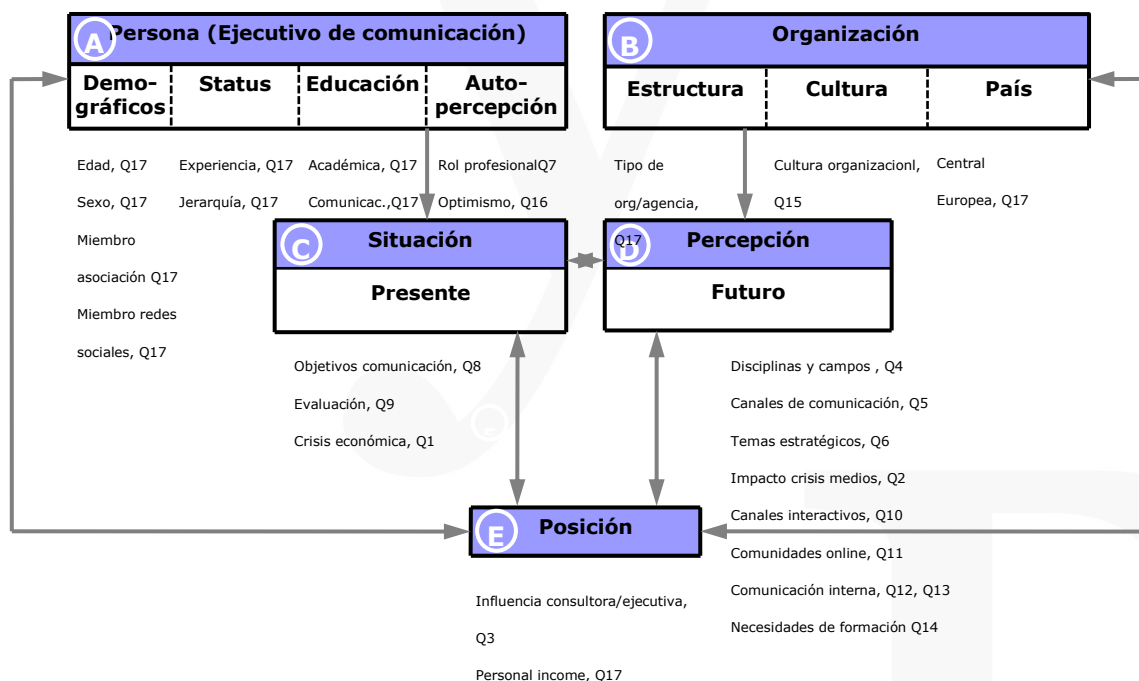 A
Persona (Ejecutivo de comunicación)
Demo-
gráficos
Status
Educación
Auto-
percepción
Edad, Q17
Sexo, Q17
Miembro
asociación Q17
Miembro redes
sociales, Q17
Experiencia, Q17
Jerarquía, Q17
Académica, Q17
Comunicac.,Q17
Rol profesionalQ7
Optimismo, Q16
B
Organización
Estructura
Cultura
País
Tipo de
org/agencia,
Q17
Cultura organizacionl,
Q15
Central
Europea, Q17
C
Situación
Presente
Objetivos comunicación, Q8
Evaluación, Q9
Crisis económica, Q1
D
Percepción
Futuro
Disciplinas y campos , Q4
Canales de comunicación, Q5
Temas estratégicos, Q6
Impacto crisis medios, Q2
Canales interactivos, Q10
Comunidades online, Q11
Comunicación interna, Q12, Q13
Necesidades de formación Q14
E
E
Posición
Influencia consultora/ejecutiva,
Q3
Personal income, Q17